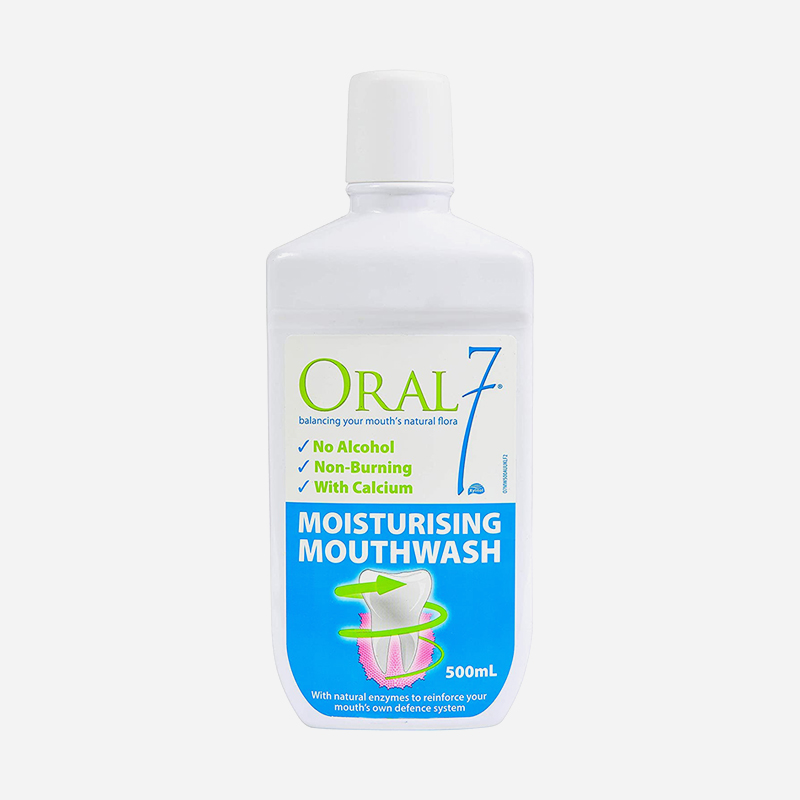 ORAL7®
balancing your mouth's natural flora
✓ No Alcohol
✓ Non-Burning
✓ With Calcium
MOISTURISING
MOUTHWASH
500mL
With natural enzymes to reinforce your
mouth's own defence system